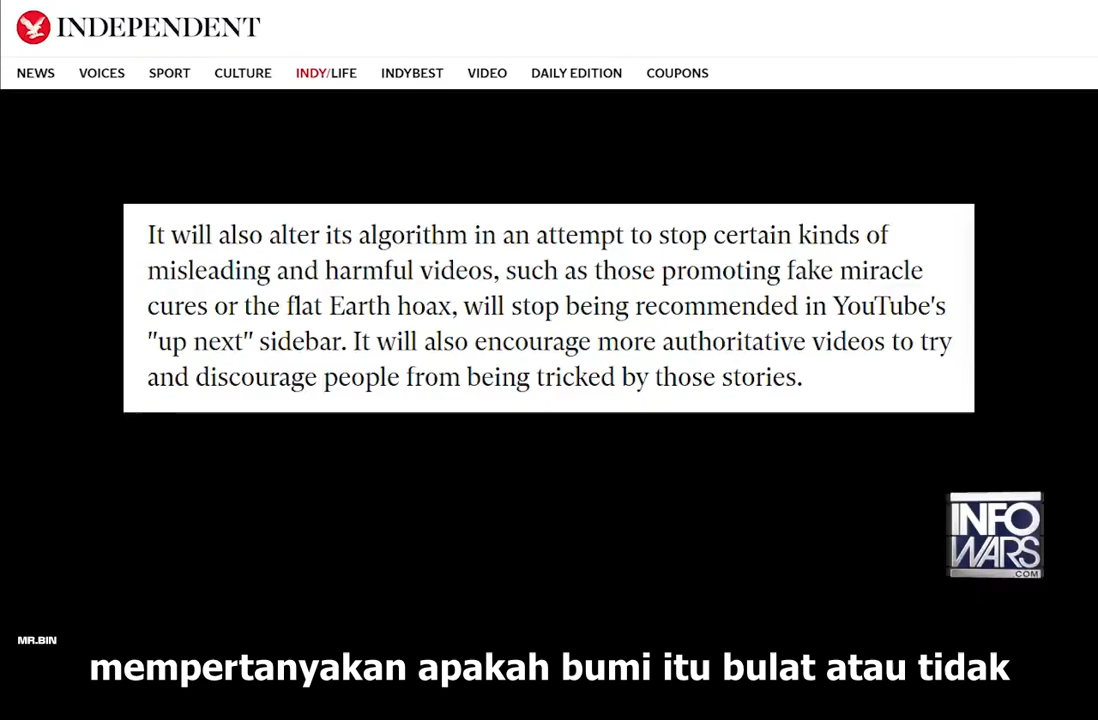 INDEPENDENT
NEWS VOICES SPORT CULTURE INDY/LIFE INDYBEST VIDEO DAILY EDITION COUPONS
It will also alter its algorithm in an attempt to stop certain kinds of
misleading and harmful videos, such as those promoting fake miracle
cures or the flat Earth hoax, will stop being recommended in YouTube's
"up next" sidebar. It will also encourage more authoritative videos to try
and discourage people from being tricked by those stories.
INFO
WARS
.COM
MR.BIN
mempertanyakan apakah bumi itu bulat atau tidak